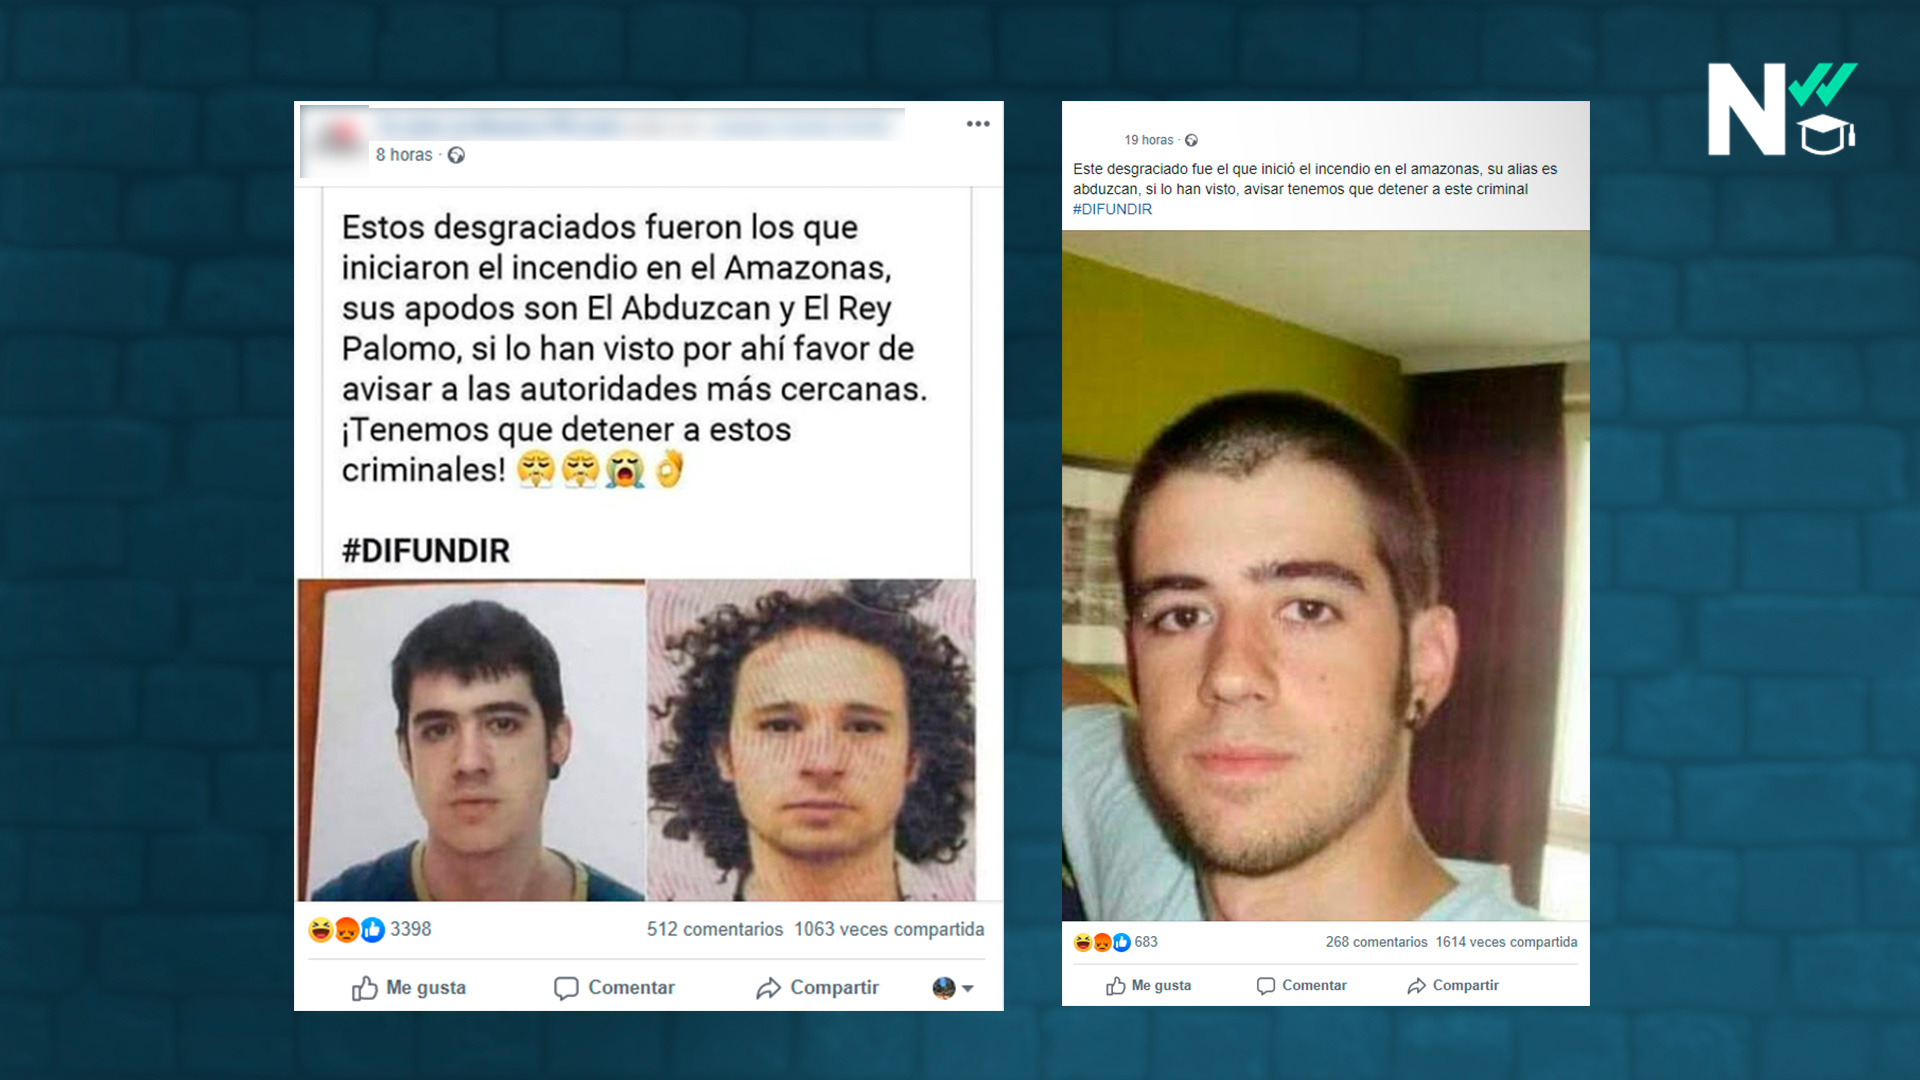 N
8 horas ·
Estos desgraciados fueron los que
iniciaron el incendio en el Amazonas,
sus apodos son El Abduzcan y El Rey
Palomo, si lo han visto por ahí favor de
avisar a las autoridades más cercanas.
¡Tenemos que detener a estos
criminales! 😤😤😭👌
#DIFUNDIR
3398
512 comentarios 1063 veces compartida
Me gusta Comentar Compartir
19 horas ·
Este desgraciado fue el que inició el incendio en el amazonas, su alias es
abduzcan, si lo han visto, avisar tenemos que detener a este criminal
#DIFUNDIR
683
268 comentarios 1614 veces compartida
Me gusta Comentar Compartir